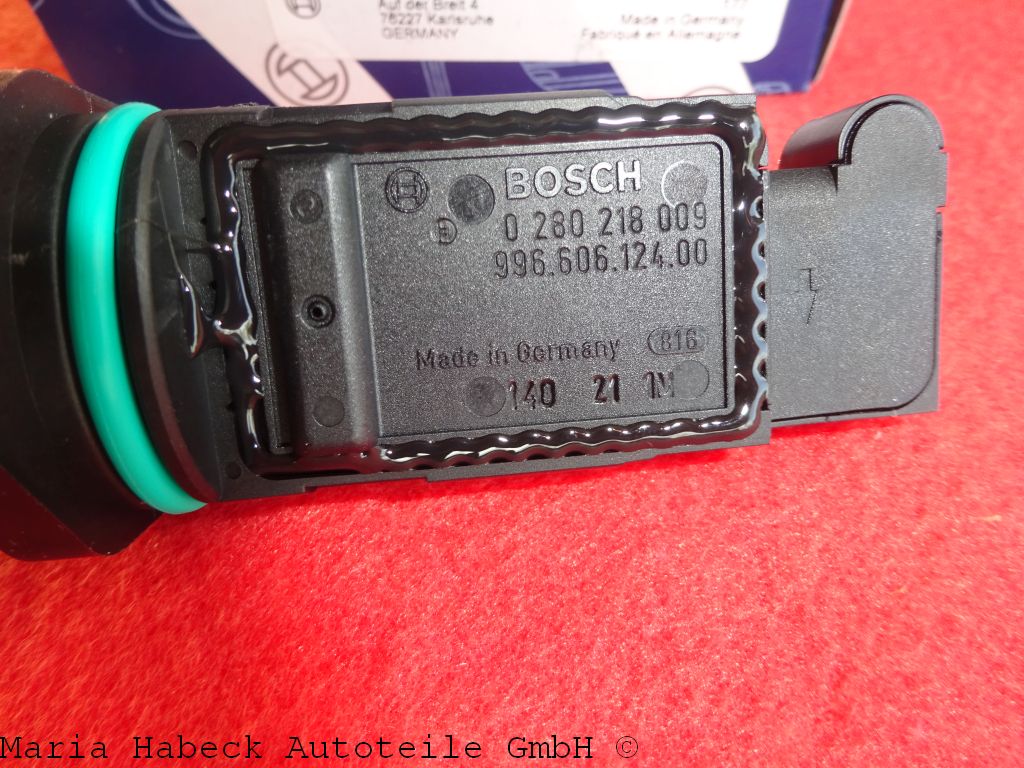 Auf der Breit 4
76227 Karlsruhe
GERMANY
Made in Germany
Fabriqué en Allemagne
BOSCH
0 280 218 009
996.606.124.00
Made in Germany 816
140 21 1M
Maria Habeck Autoteile GmbH ©